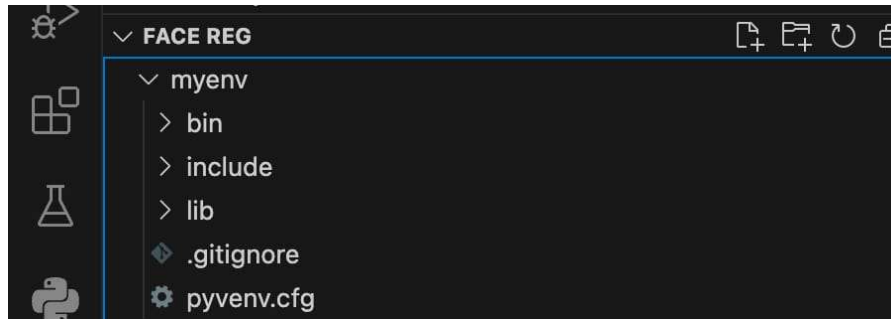 FACE REG
myenv
bin
include
lib
.gitignore
pyvenv.cfg